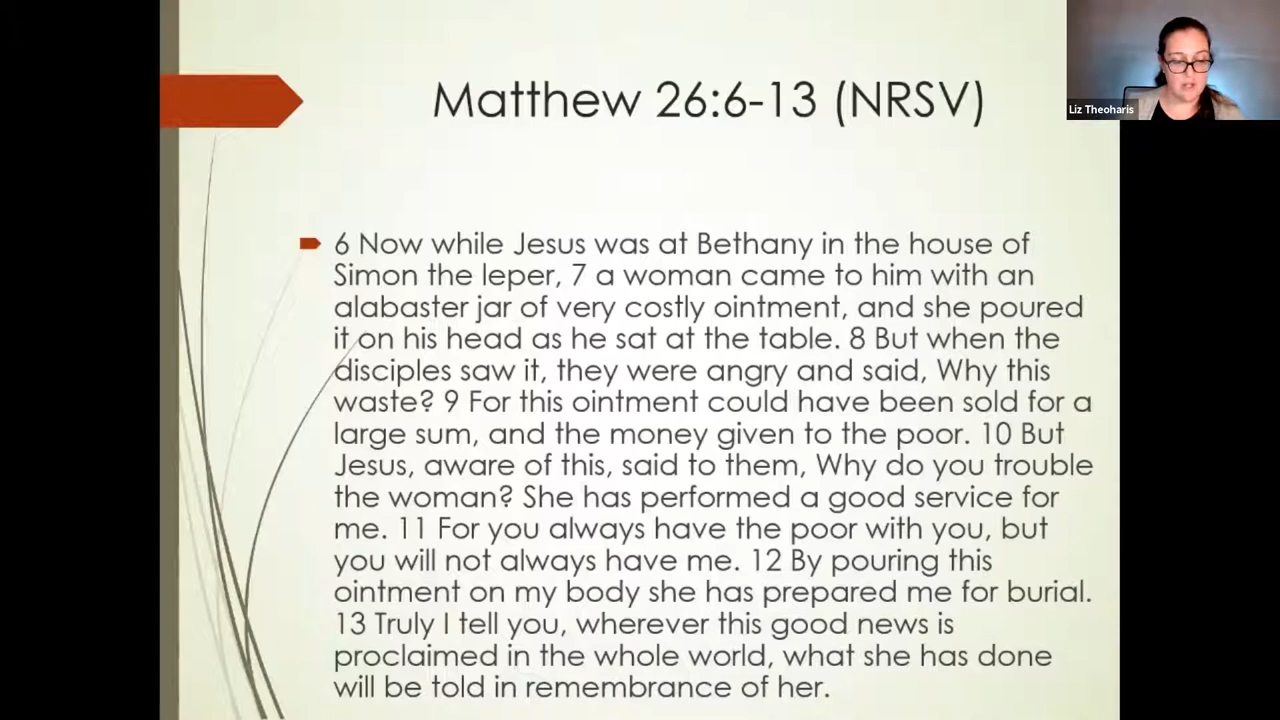 Matthew 26:6-13 (NRSV)
Liz Theoharis
6 Now while Jesus was at Bethany in the house of
Simon the leper, 7 a woman came to him with an
alabaster jar of very costly ointment, and she poured
it on his head as he sat at the table. 8 But when the
disciples saw it, they were angry and said, Why this
waste? 9 For this ointment could have been sold for a
large sum, and the money given to the poor. 10 But
Jesus, aware of this, said to them, Why do you trouble
the woman? She has performed a good service for
me. 11 For you always have the poor with you, but
you will not always have me. 12 By pouring this
ointment on my body she has prepared me for burial.
13 Truly I tell you, wherever this good news is
proclaimed in the whole world, what she has done
will be told in remembrance of her.